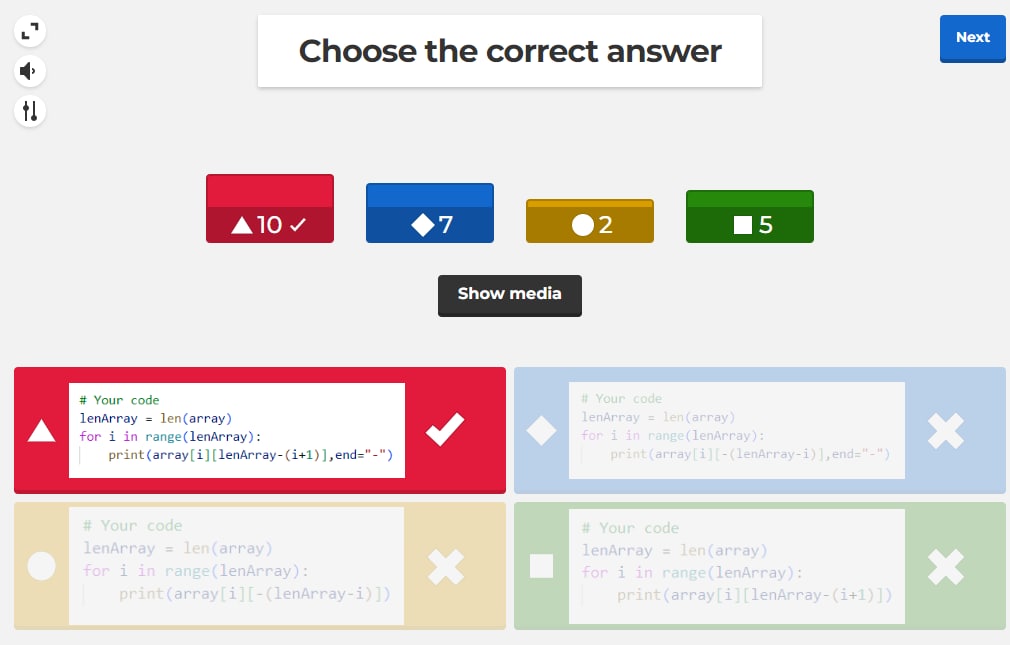 Choose the correct answer
Next
10
7
2
5
Show media
# Your code
lenArray = len(array)
for i in range(lenArray):
    print(array[i][lenArray-(i+1)],end="-")
# Your code
lenArray = len(array)
for i in range(lenArray):
    print(array[i][-(lenArray-i)],end="-")
# Your code
lenArray = len(array)
for i in range(lenArray):
    print(array[i][-(lenArray-i)])
# Your code
lenArray = len(array)
for i in range(lenArray):
    print(array[i][lenArray-(i+1)])